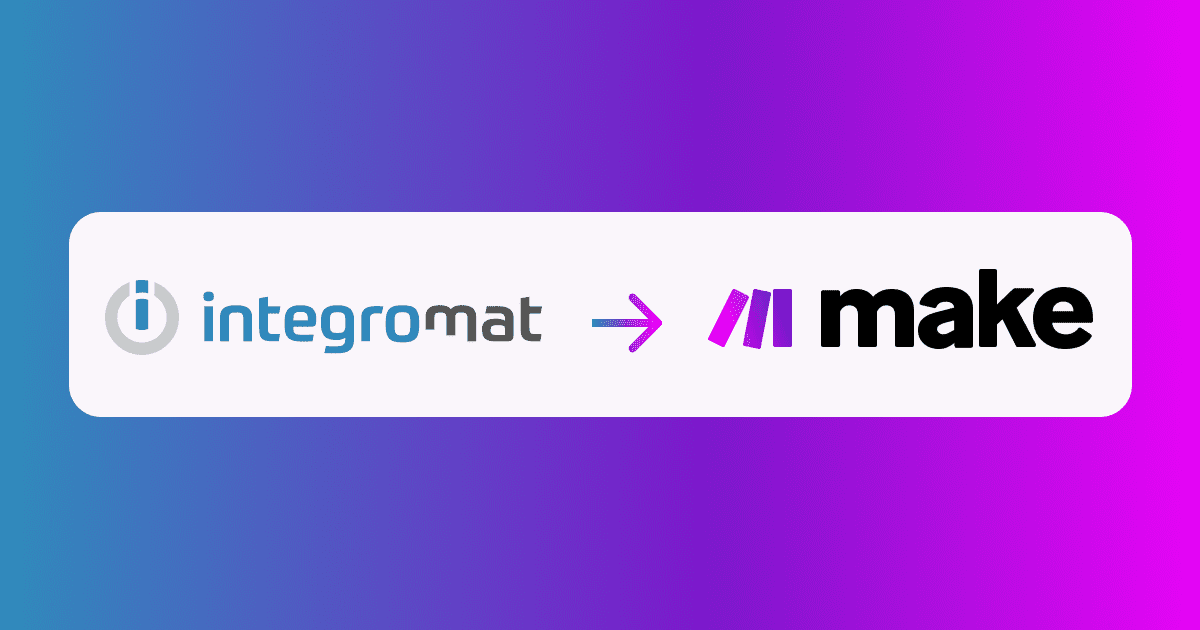 integromat → make